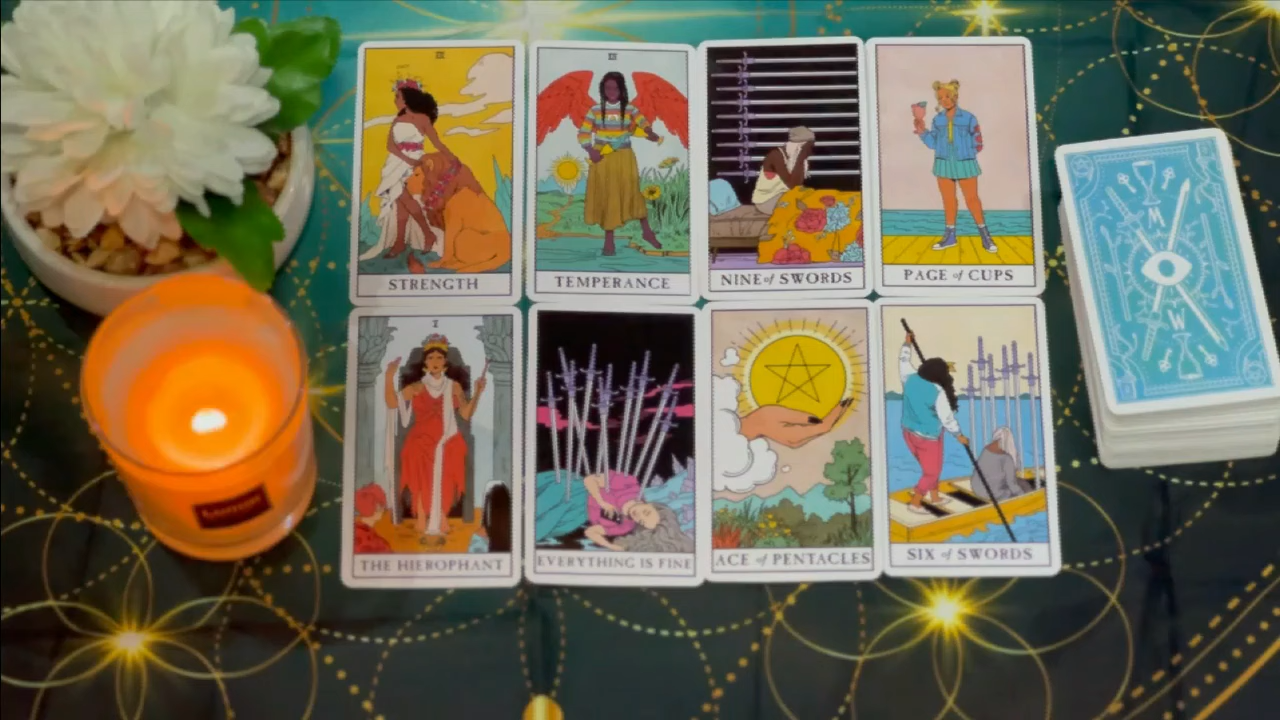 STRENGTH
TEMPERANCE
NINE of SWORDS
PAGE of CUPS
THE HIEROPHANT
EVERYTHING IS FINE
ACE of PENTACLES
SIX of SWORDS
M
M